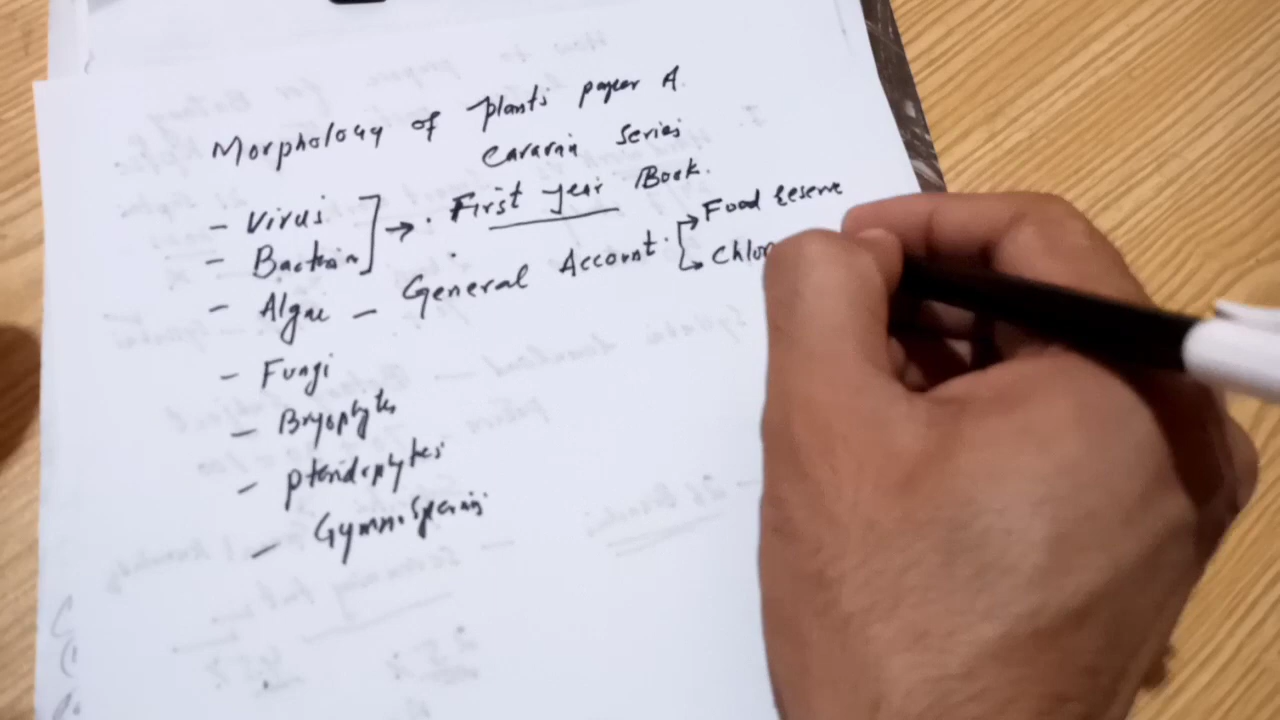 Morphology of plants paper A.
Caravan Series
- Virus
- Bacteria
→ First year Book.
- Algae - General Account.
→ Food Reserve
→ Chlor
- Fungi
- Bryophytes
- Pteridophytes
- Gymnosperms